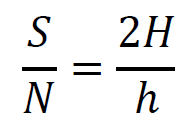 S/N = 2H/h